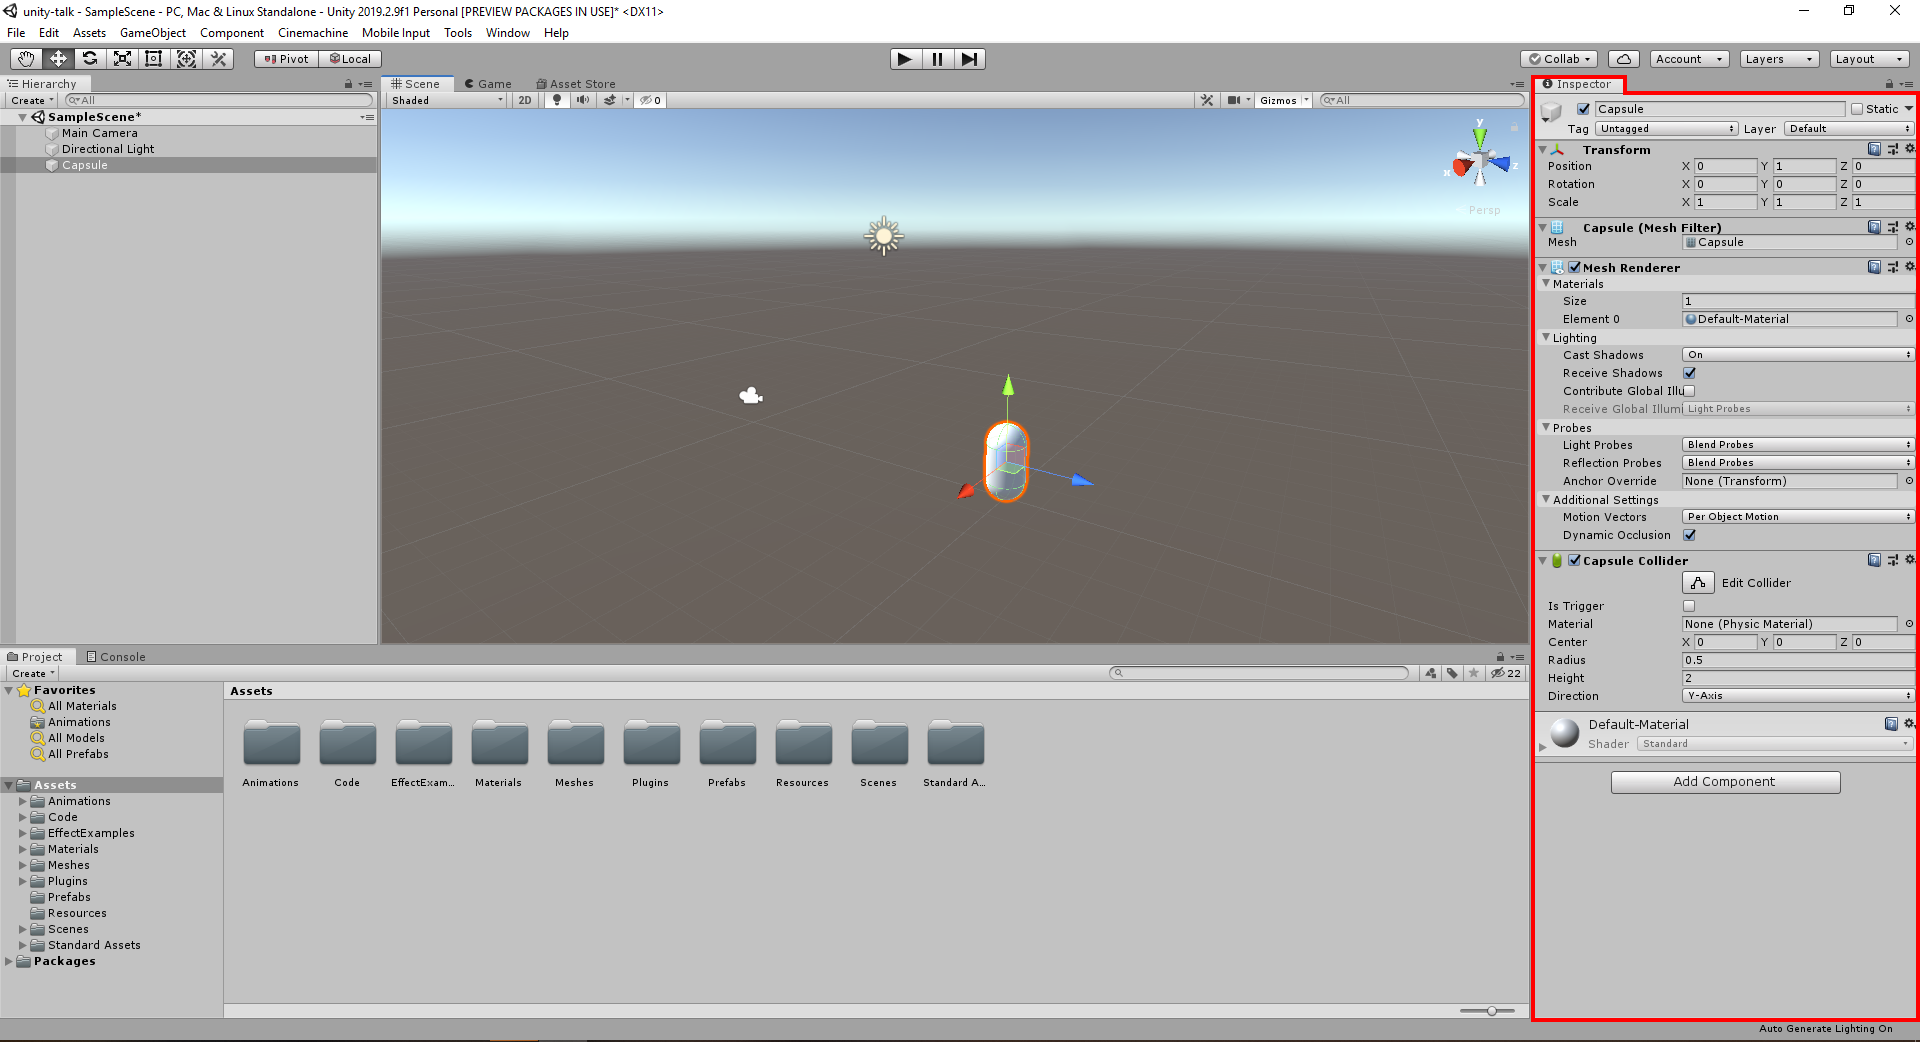 unity-talk - SampleScene - PC, Mac & Linux Standalone - Unity 2019.2.9f1 Personal [PREVIEW PACKAGES IN USE]* <DX11>
File Edit Assets GameObject Component Cinemachine Mobile Input Tools Window Help
Pivot Local
Collab Account Layers Layout
Hierarchy
Create All
SampleScene*
Main Camera
Directional Light
Capsule
Scene Game Asset Store
Shaded 2D 0 Gizmos All
y
x z
Persp
Inspector
Capsule Static
Tag Untagged Layer Default
Transform
Position X 0 Y 1 Z 0
Rotation X 0 Y 0 Z 0
Scale X 1 Y 1 Z 1
Capsule (Mesh Filter)
Mesh Capsule
Mesh Renderer
Materials
Size 1
Element 0 Default-Material
Lighting
Cast Shadows On
Receive Shadows
Contribute Global Illu
Receive Global Illumi Light Probes
Probes
Light Probes Blend Probes
Reflection Probes Blend Probes
Anchor Override None (Transform)
Additional Settings
Motion Vectors Per Object Motion
Dynamic Occlusion
Capsule Collider
Edit Collider
Is Trigger
Material None (Physic Material)
Center X 0 Y 0 Z 0
Radius 0.5
Height 2
Direction Y-Axis
Default-Material
Shader Standard
Add Component
Project Console
Create 22
Favorites
All Materials
Animations
All Models
All Prefabs
Assets
Animations
Code
EffectExamples
Materials
Meshes
Plugins
Prefabs
Resources
Scenes
Standard Assets
Packages
Assets
Animations Code EffectExam... Materials Meshes Plugins Prefabs Resources Scenes Standard A...
Auto Generate Lighting On